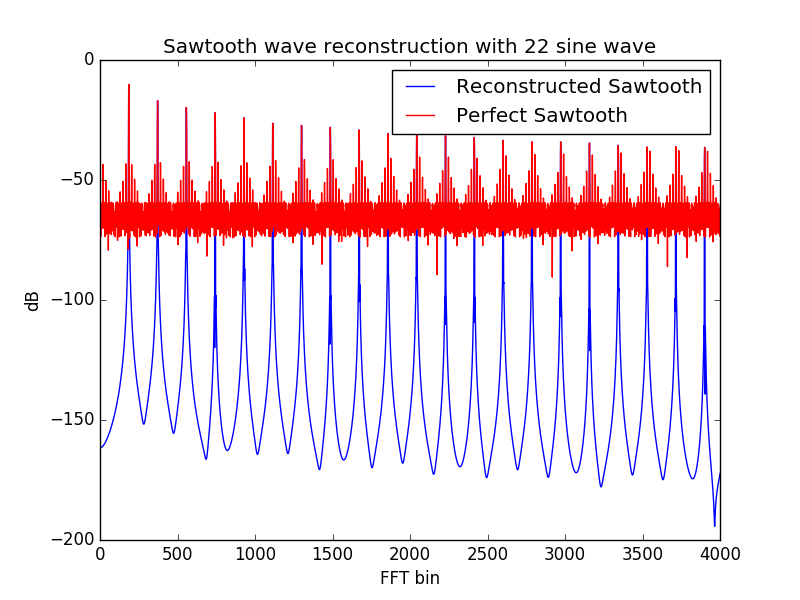 Sawtooth wave reconstruction with 22 sine wave
Reconstructed Sawtooth
Perfect Sawtooth
0
−50
−100
−150
−200
dB
0 500 1000 1500 2000 2500 3000 3500 4000
FFT bin